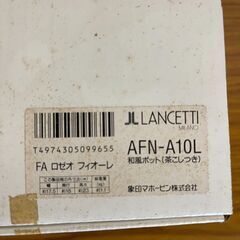 LANCETTI
MILANO
T4974305099655
AFN-A10L
FA ロゼオ フィオーレ
和風ポット(茶こしつき)
象印マホービン株式会社